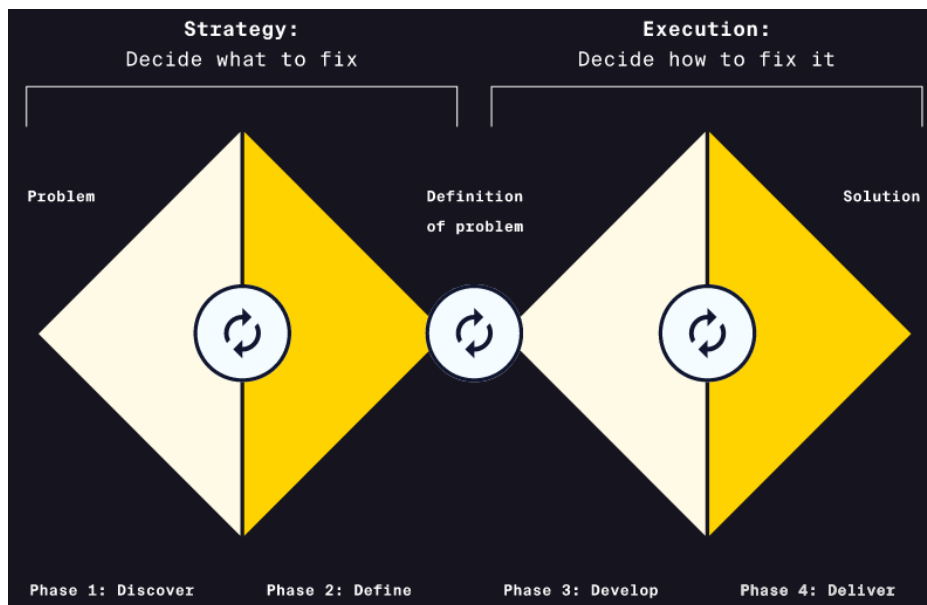 Strategy:
Decide what to fix
Execution:
Decide how to fix it
Problem
Definition
of problem
Solution
Phase 1: Discover
Phase 2: Define
Phase 3: Develop
Phase 4: Deliver